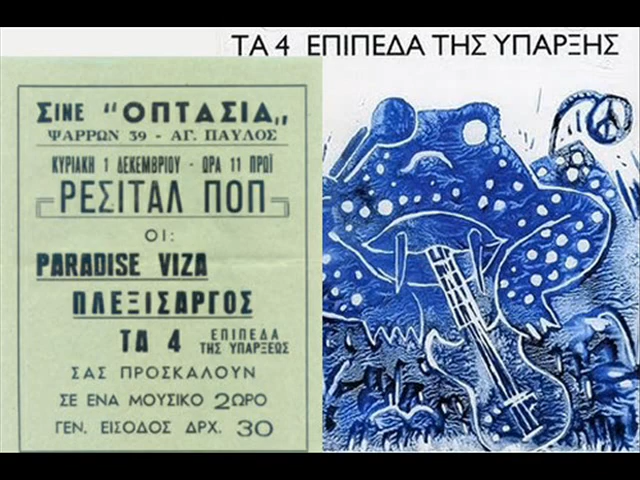 ΤΑ 4 ΕΠΙΠΕΔΑ ΤΗΣ ΥΠΑΡΞΗΣ
ΣΙΝΕ "ΟΠΤΑΣΙΑ„
ΨΑΡΡΩΝ 39 - ΑΓ. ΠΑΥΛΟΣ
ΚΥΡΙΑΚΗ 1 ΔΕΚΕΜΒΡΙΟΥ - ΩΡΑ 11 ΠΡΩΪ
ΡΕΣΙΤΑΛ ΠΟΠ
ΟΙ:
PARADISE VIZA
ΠΛΕΞΙΣΑΡΓΟΣ
ΤΑ 4 ΕΠΙΠΕΔΑ
ΤΗΣ ΥΠΑΡΞΕΩΣ
ΣΑΣ ΠΡΟΣΚΑΛΟΥΝ
ΣΕ ΕΝΑ ΜΟΥΣΙΚΟ 2ΩΡΟ
ΓΕΝ. ΕΙΣΟΔΟΣ ΔΡΧ. 30